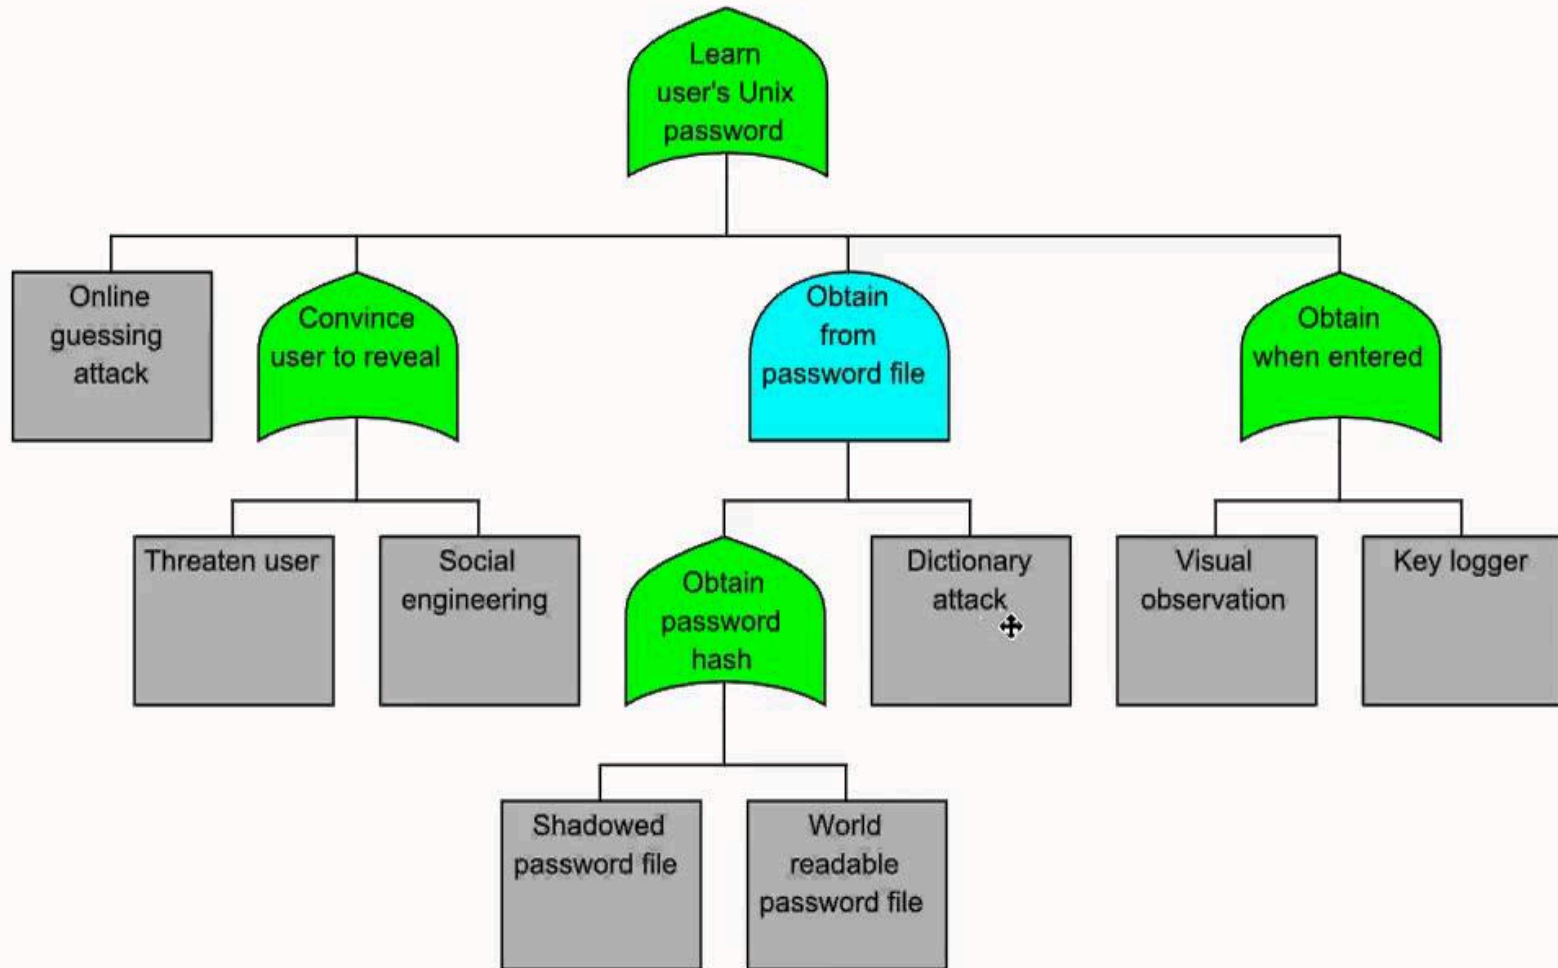 Learn
user's Unix
password
Online
guessing
attack
Convince
user to reveal
Obtain
from
password file
Obtain
when entered
Threaten user
Social
engineering
Obtain
password
hash
Dictionary
attack
Visual
observation
Key logger
Shadowed
password file
World
readable
password file